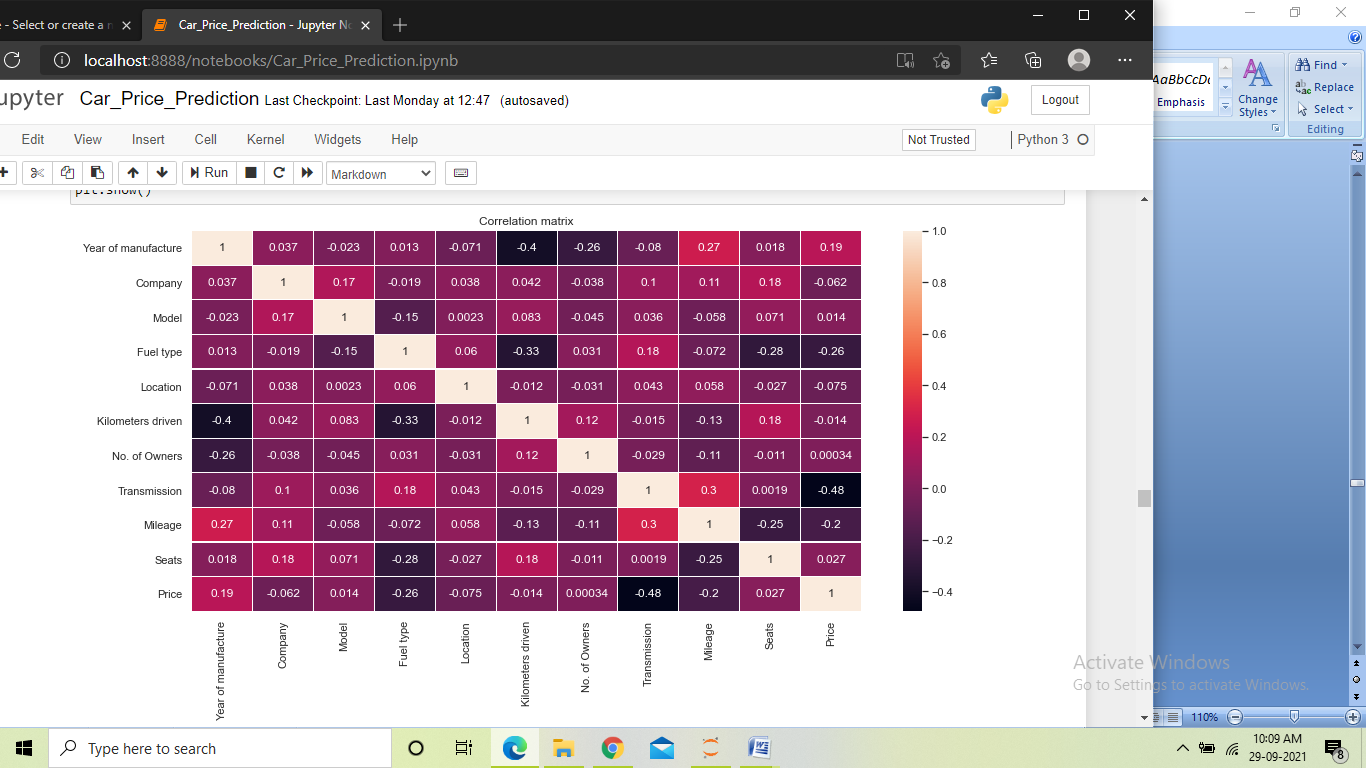 e - Select or create a n
Car_Price_Prediction - Jupyter No
localhost:8888/notebooks/Car_Price_Prediction.ipynb
upyter Car_Price_Prediction Last Checkpoint: Last Monday at 12:47 (autosaved)
Logout
Edit View Insert Cell Kernel Widgets Help
Not Trusted Python 3
Run Markdown
plt.show()
Correlation matrix
Year of manufacture 1 0.037 -0.023 0.013 -0.071 -0.4 -0.26 -0.08 0.27 0.018 0.19
Company 0.037 1 0.17 -0.019 0.038 0.042 -0.038 0.1 0.11 0.18 -0.062
Model -0.023 0.17 1 -0.15 0.0023 0.083 -0.045 0.036 -0.058 0.071 0.014
Fuel type 0.013 -0.019 -0.15 1 0.06 -0.33 0.031 0.18 -0.072 -0.28 -0.26
Location -0.071 0.038 0.0023 0.06 1 -0.012 -0.031 0.043 0.058 -0.027 -0.075
Kilometers driven -0.4 0.042 0.083 -0.33 -0.012 1 0.12 -0.015 -0.13 0.18 -0.014
No. of Owners -0.26 -0.038 -0.045 0.031 -0.031 0.12 1 -0.029 -0.11 -0.011 0.00034
Transmission -0.08 0.1 0.036 0.18 0.043 -0.015 -0.029 1 0.3 0.0019 -0.48
Mileage 0.27 0.11 -0.058 -0.072 0.058 -0.13 -0.11 0.3 1 -0.25 -0.2
Seats 0.018 0.18 0.071 -0.28 -0.027 0.18 -0.011 0.0019 -0.25 1 0.027
Price 0.19 -0.062 0.014 -0.26 -0.075 -0.014 0.00034 -0.48 -0.2 0.027 1
Year of manufacture
Company
Model
Fuel type
Location
Kilometers driven
No. of Owners
Transmission
Mileage
Seats
Price
1.0
0.8
0.6
0.4
0.2
0.0
-0.2
-0.4
AaBbCcDc
Emphasis
Change
Styles
Find
Replace
Select
Editing
Activate Windows
Go to Settings to activate Windows.
110%
Type here to search
10:09 AM
29-09-2021
8